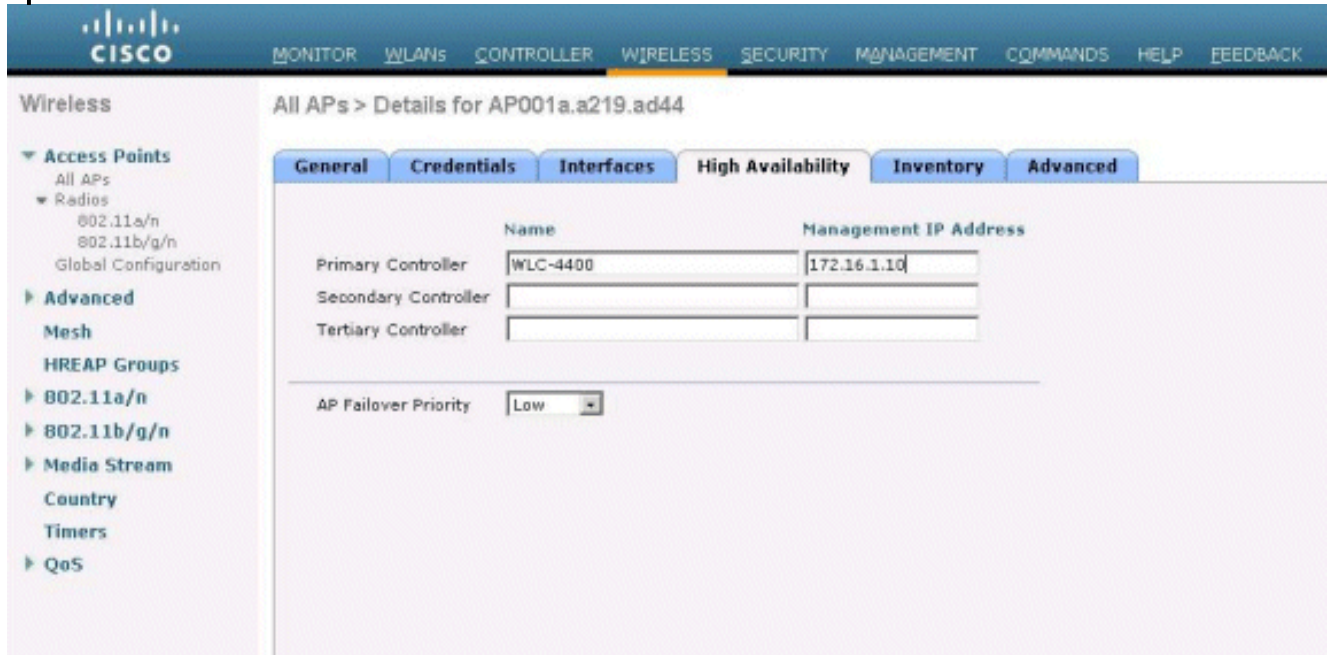 CISCO
MONITOR WLANs CONTROLLER WIRELESS SECURITY MANAGEMENT COMMANDS HELP FEEDBACK
Wireless
Access Points
All APs
Radios
802.11a/n
802.11b/g/n
Global Configuration
Advanced
Mesh
HREAP Groups
802.11a/n
802.11b/g/n
Media Stream
Country
Timers
QoS
All APs > Details for AP001a.a219.ad44
General Credentials Interfaces High Availability Inventory Advanced
Name Management IP Address
Primary Controller WLC-4400 172.16.1.10
Secondary Controller
Tertiary Controller
AP Failover Priority Low